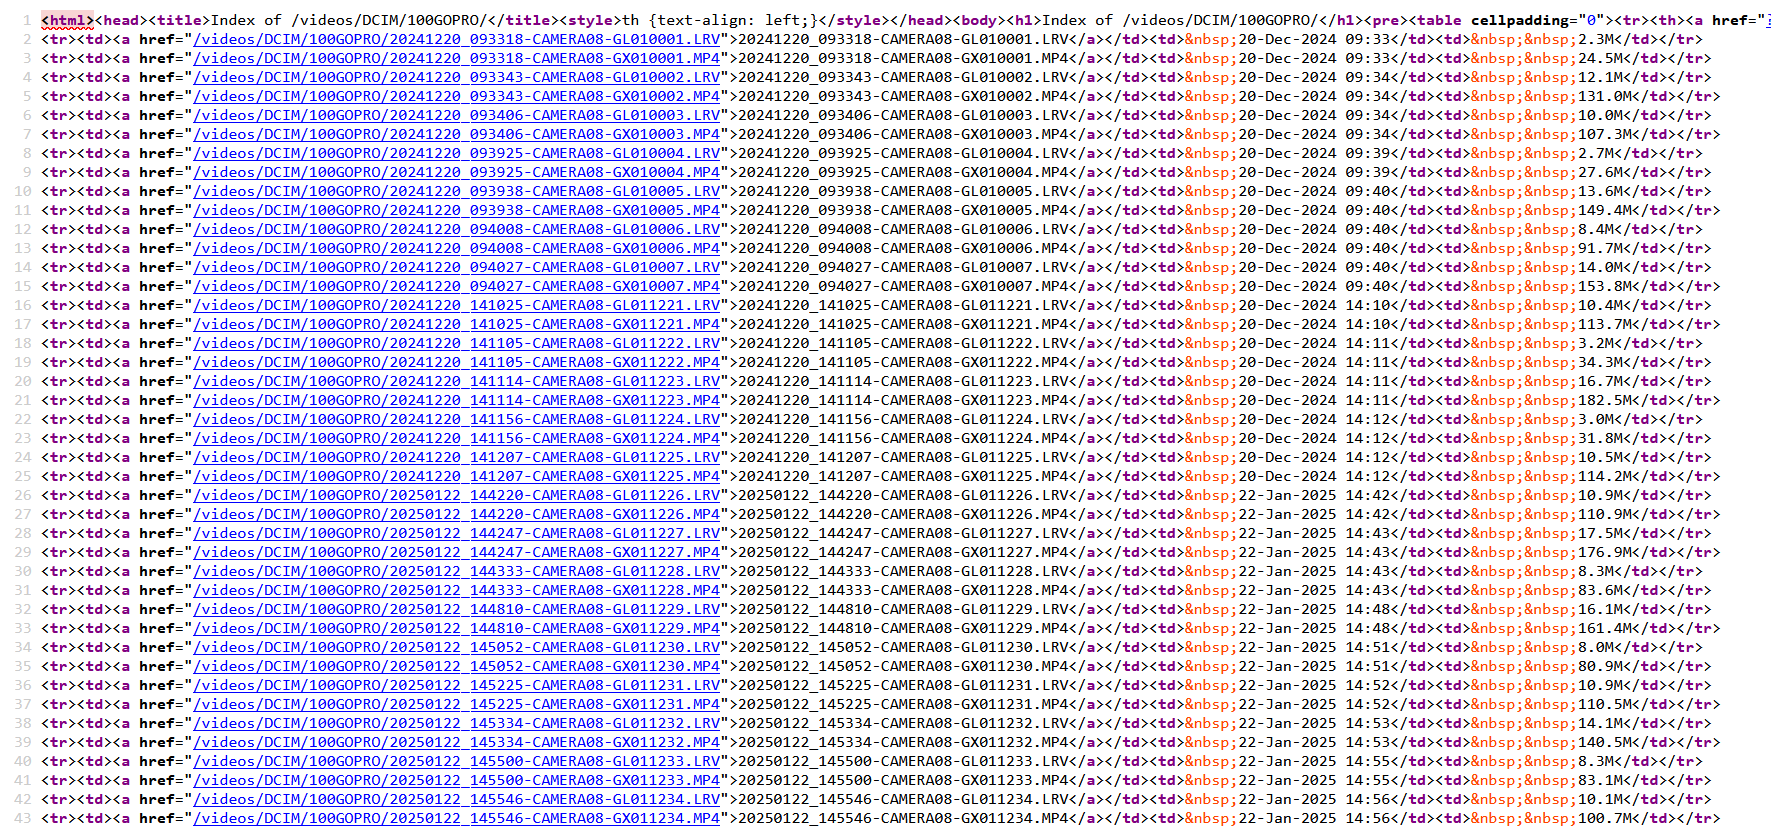 1 <html><head><title>Index of /videos/DCIM/100GOPRO/</title><style>th {text-align: left;}</style></head><body><h1>Index of /videos/DCIM/100GOPRO/</h1><pre><table cellpadding="0"><tr><th><a href="
2 <tr><td><a href="/videos/DCIM/100GOPRO/20241220_093318-CAMERA08-GL010001.LRV">20241220_093318-CAMERA08-GL010001.LRV</a></td><td>&nbsp;20-Dec-2024 09:33</td><td>&nbsp;&nbsp;2.3M</td></tr>
3 <tr><td><a href="/videos/DCIM/100GOPRO/20241220_093318-CAMERA08-GX010001.MP4">20241220_093318-CAMERA08-GX010001.MP4</a></td><td>&nbsp;20-Dec-2024 09:33</td><td>&nbsp;&nbsp;24.5M</td></tr>
4 <tr><td><a href="/videos/DCIM/100GOPRO/20241220_093343-CAMERA08-GL010002.LRV">20241220_093343-CAMERA08-GL010002.LRV</a></td><td>&nbsp;20-Dec-2024 09:34</td><td>&nbsp;&nbsp;12.1M</td></tr>
5 <tr><td><a href="/videos/DCIM/100GOPRO/20241220_093343-CAMERA08-GX010002.MP4">20241220_093343-CAMERA08-GX010002.MP4</a></td><td>&nbsp;20-Dec-2024 09:34</td><td>&nbsp;&nbsp;131.0M</td></tr>
6 <tr><td><a href="/videos/DCIM/100GOPRO/20241220_093406-CAMERA08-GL010003.LRV">20241220_093406-CAMERA08-GL010003.LRV</a></td><td>&nbsp;20-Dec-2024 09:34</td><td>&nbsp;&nbsp;10.0M</td></tr>
7 <tr><td><a href="/videos/DCIM/100GOPRO/20241220_093406-CAMERA08-GX010003.MP4">20241220_093406-CAMERA08-GX010003.MP4</a></td><td>&nbsp;20-Dec-2024 09:34</td><td>&nbsp;&nbsp;107.3M</td></tr>
8 <tr><td><a href="/videos/DCIM/100GOPRO/20241220_093925-CAMERA08-GL010004.LRV">20241220_093925-CAMERA08-GL010004.LRV</a></td><td>&nbsp;20-Dec-2024 09:39</td><td>&nbsp;&nbsp;2.7M</td></tr>
9 <tr><td><a href="/videos/DCIM/100GOPRO/20241220_093925-CAMERA08-GX010004.MP4">20241220_093925-CAMERA08-GX010004.MP4</a></td><td>&nbsp;20-Dec-2024 09:39</td><td>&nbsp;&nbsp;27.6M</td></tr>
10 <tr><td><a href="/videos/DCIM/100GOPRO/20241220_093938-CAMERA08-GL010005.LRV">20241220_093938-CAMERA08-GL010005.LRV</a></td><td>&nbsp;20-Dec-2024 09:40</td><td>&nbsp;&nbsp;13.6M</td></tr>
11 <tr><td><a href="/videos/DCIM/100GOPRO/20241220_093938-CAMERA08-GX010005.MP4">20241220_093938-CAMERA08-GX010005.MP4</a></td><td>&nbsp;20-Dec-2024 09:40</td><td>&nbsp;&nbsp;149.4M</td></tr>
12 <tr><td><a href="/videos/DCIM/100GOPRO/20241220_094008-CAMERA08-GL010006.LRV">20241220_094008-CAMERA08-GL010006.LRV</a></td><td>&nbsp;20-Dec-2024 09:40</td><td>&nbsp;&nbsp;8.4M</td></tr>
13 <tr><td><a href="/videos/DCIM/100GOPRO/20241220_094008-CAMERA08-GX010006.MP4">20241220_094008-CAMERA08-GX010006.MP4</a></td><td>&nbsp;20-Dec-2024 09:40</td><td>&nbsp;&nbsp;91.7M</td></tr>
14 <tr><td><a href="/videos/DCIM/100GOPRO/20241220_094027-CAMERA08-GL010007.LRV">20241220_094027-CAMERA08-GL010007.LRV</a></td><td>&nbsp;20-Dec-2024 09:40</td><td>&nbsp;&nbsp;14.0M</td></tr>
15 <tr><td><a href="/videos/DCIM/100GOPRO/20241220_094027-CAMERA08-GX010007.MP4">20241220_094027-CAMERA08-GX010007.MP4</a></td><td>&nbsp;20-Dec-2024 09:40</td><td>&nbsp;&nbsp;153.8M</td></tr>
16 <tr><td><a href="/videos/DCIM/100GOPRO/20241220_141025-CAMERA08-GL011221.LRV">20241220_141025-CAMERA08-GL011221.LRV</a></td><td>&nbsp;20-Dec-2024 14:10</td><td>&nbsp;&nbsp;10.4M</td></tr>
17 <tr><td><a href="/videos/DCIM/100GOPRO/20241220_141025-CAMERA08-GX011221.MP4">20241220_141025-CAMERA08-GX011221.MP4</a></td><td>&nbsp;20-Dec-2024 14:10</td><td>&nbsp;&nbsp;113.7M</td></tr>
18 <tr><td><a href="/videos/DCIM/100GOPRO/20241220_141105-CAMERA08-GL011222.LRV">20241220_141105-CAMERA08-GL011222.LRV</a></td><td>&nbsp;20-Dec-2024 14:11</td><td>&nbsp;&nbsp;3.2M</td></tr>
19 <tr><td><a href="/videos/DCIM/100GOPRO/20241220_141105-CAMERA08-GX011222.MP4">20241220_141105-CAMERA08-GX011222.MP4</a></td><td>&nbsp;20-Dec-2024 14:11</td><td>&nbsp;&nbsp;34.3M</td></tr>
20 <tr><td><a href="/videos/DCIM/100GOPRO/20241220_141114-CAMERA08-GL011223.LRV">20241220_141114-CAMERA08-GL011223.LRV</a></td><td>&nbsp;20-Dec-2024 14:11</td><td>&nbsp;&nbsp;16.7M</td></tr>
21 <tr><td><a href="/videos/DCIM/100GOPRO/20241220_141114-CAMERA08-GX011223.MP4">20241220_141114-CAMERA08-GX011223.MP4</a></td><td>&nbsp;20-Dec-2024 14:11</td><td>&nbsp;&nbsp;182.5M</td></tr>
22 <tr><td><a href="/videos/DCIM/100GOPRO/20241220_141156-CAMERA08-GL011224.LRV">20241220_141156-CAMERA08-GL011224.LRV</a></td><td>&nbsp;20-Dec-2024 14:12</td><td>&nbsp;&nbsp;3.0M</td></tr>
23 <tr><td><a href="/videos/DCIM/100GOPRO/20241220_141156-CAMERA08-GX011224.MP4">20241220_141156-CAMERA08-GX011224.MP4</a></td><td>&nbsp;20-Dec-2024 14:12</td><td>&nbsp;&nbsp;31.8M</td></tr>
24 <tr><td><a href="/videos/DCIM/100GOPRO/20241220_141207-CAMERA08-GL011225.LRV">20241220_141207-CAMERA08-GL011225.LRV</a></td><td>&nbsp;20-Dec-2024 14:12</td><td>&nbsp;&nbsp;10.5M</td></tr>
25 <tr><td><a href="/videos/DCIM/100GOPRO/20241220_141207-CAMERA08-GX011225.MP4">20241220_141207-CAMERA08-GX011225.MP4</a></td><td>&nbsp;20-Dec-2024 14:12</td><td>&nbsp;&nbsp;114.2M</td></tr>
26 <tr><td><a href="/videos/DCIM/100GOPRO/20250122_144220-CAMERA08-GL011226.LRV">20250122_144220-CAMERA08-GL011226.LRV</a></td><td>&nbsp;22-Jan-2025 14:42</td><td>&nbsp;&nbsp;10.9M</td></tr>
27 <tr><td><a href="/videos/DCIM/100GOPRO/20250122_144220-CAMERA08-GX011226.MP4">20250122_144220-CAMERA08-GX011226.MP4</a></td><td>&nbsp;22-Jan-2025 14:42</td><td>&nbsp;&nbsp;110.9M</td></tr>
28 <tr><td><a href="/videos/DCIM/100GOPRO/20250122_144247-CAMERA08-GL011227.LRV">20250122_144247-CAMERA08-GL011227.LRV</a></td><td>&nbsp;22-Jan-2025 14:43</td><td>&nbsp;&nbsp;17.5M</td></tr>
29 <tr><td><a href="/videos/DCIM/100GOPRO/20250122_144247-CAMERA08-GX011227.MP4">20250122_144247-CAMERA08-GX011227.MP4</a></td><td>&nbsp;22-Jan-2025 14:43</td><td>&nbsp;&nbsp;176.9M</td></tr>
30 <tr><td><a href="/videos/DCIM/100GOPRO/20250122_144333-CAMERA08-GL011228.LRV">20250122_144333-CAMERA08-GL011228.LRV</a></td><td>&nbsp;22-Jan-2025 14:43</td><td>&nbsp;&nbsp;8.3M</td></tr>
31 <tr><td><a href="/videos/DCIM/100GOPRO/20250122_144333-CAMERA08-GX011228.MP4">20250122_144333-CAMERA08-GX011228.MP4</a></td><td>&nbsp;22-Jan-2025 14:43</td><td>&nbsp;&nbsp;83.6M</td></tr>
32 <tr><td><a href="/videos/DCIM/100GOPRO/20250122_144810-CAMERA08-GL011229.LRV">20250122_144810-CAMERA08-GL011229.LRV</a></td><td>&nbsp;22-Jan-2025 14:48</td><td>&nbsp;&nbsp;16.1M</td></tr>
33 <tr><td><a href="/videos/DCIM/100GOPRO/20250122_144810-CAMERA08-GX011229.MP4">20250122_144810-CAMERA08-GX011229.MP4</a></td><td>&nbsp;22-Jan-2025 14:48</td><td>&nbsp;&nbsp;161.4M</td></tr>
34 <tr><td><a href="/videos/DCIM/100GOPRO/20250122_145052-CAMERA08-GL011230.LRV">20250122_145052-CAMERA08-GL011230.LRV</a></td><td>&nbsp;22-Jan-2025 14:51</td><td>&nbsp;&nbsp;8.0M</td></tr>
35 <tr><td><a href="/videos/DCIM/100GOPRO/20250122_145052-CAMERA08-GX011230.MP4">20250122_145052-CAMERA08-GX011230.MP4</a></td><td>&nbsp;22-Jan-2025 14:51</td><td>&nbsp;&nbsp;80.9M</td></tr>
36 <tr><td><a href="/videos/DCIM/100GOPRO/20250122_145225-CAMERA08-GL011231.LRV">20250122_145225-CAMERA08-GL011231.LRV</a></td><td>&nbsp;22-Jan-2025 14:52</td><td>&nbsp;&nbsp;10.9M</td></tr>
37 <tr><td><a href="/videos/DCIM/100GOPRO/20250122_145225-CAMERA08-GX011231.MP4">20250122_145225-CAMERA08-GX011231.MP4</a></td><td>&nbsp;22-Jan-2025 14:52</td><td>&nbsp;&nbsp;110.5M</td></tr>
38 <tr><td><a href="/videos/DCIM/100GOPRO/20250122_145334-CAMERA08-GL011232.LRV">20250122_145334-CAMERA08-GL011232.LRV</a></td><td>&nbsp;22-Jan-2025 14:53</td><td>&nbsp;&nbsp;14.1M</td></tr>
39 <tr><td><a href="/videos/DCIM/100GOPRO/20250122_145334-CAMERA08-GX011232.MP4">20250122_145334-CAMERA08-GX011232.MP4</a></td><td>&nbsp;22-Jan-2025 14:53</td><td>&nbsp;&nbsp;140.5M</td></tr>
40 <tr><td><a href="/videos/DCIM/100GOPRO/20250122_145500-CAMERA08-GL011233.LRV">20250122_145500-CAMERA08-GL011233.LRV</a></td><td>&nbsp;22-Jan-2025 14:55</td><td>&nbsp;&nbsp;8.3M</td></tr>
41 <tr><td><a href="/videos/DCIM/100GOPRO/20250122_145500-CAMERA08-GX011233.MP4">20250122_145500-CAMERA08-GX011233.MP4</a></td><td>&nbsp;22-Jan-2025 14:55</td><td>&nbsp;&nbsp;83.1M</td></tr>
42 <tr><td><a href="/videos/DCIM/100GOPRO/20250122_145546-CAMERA08-GL011234.LRV">20250122_145546-CAMERA08-GL011234.LRV</a></td><td>&nbsp;22-Jan-2025 14:56</td><td>&nbsp;&nbsp;10.1M</td></tr>
43 <tr><td><a href="/videos/DCIM/100GOPRO/20250122_145546-CAMERA08-GX011234.MP4">20250122_145546-CAMERA08-GX011234.MP4</a></td><td>&nbsp;22-Jan-2025 14:56</td><td>&nbsp;&nbsp;100.7M</td></tr>